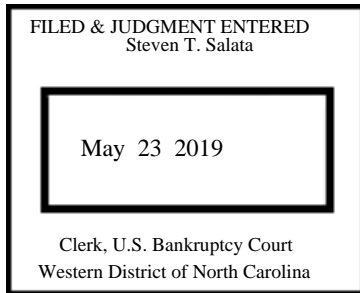 FILED & JUDGMENT ENTERED
Steven T. Salata
May 23 2019
Clerk, U.S. Bankruptcy Court
Western District of North Carolina